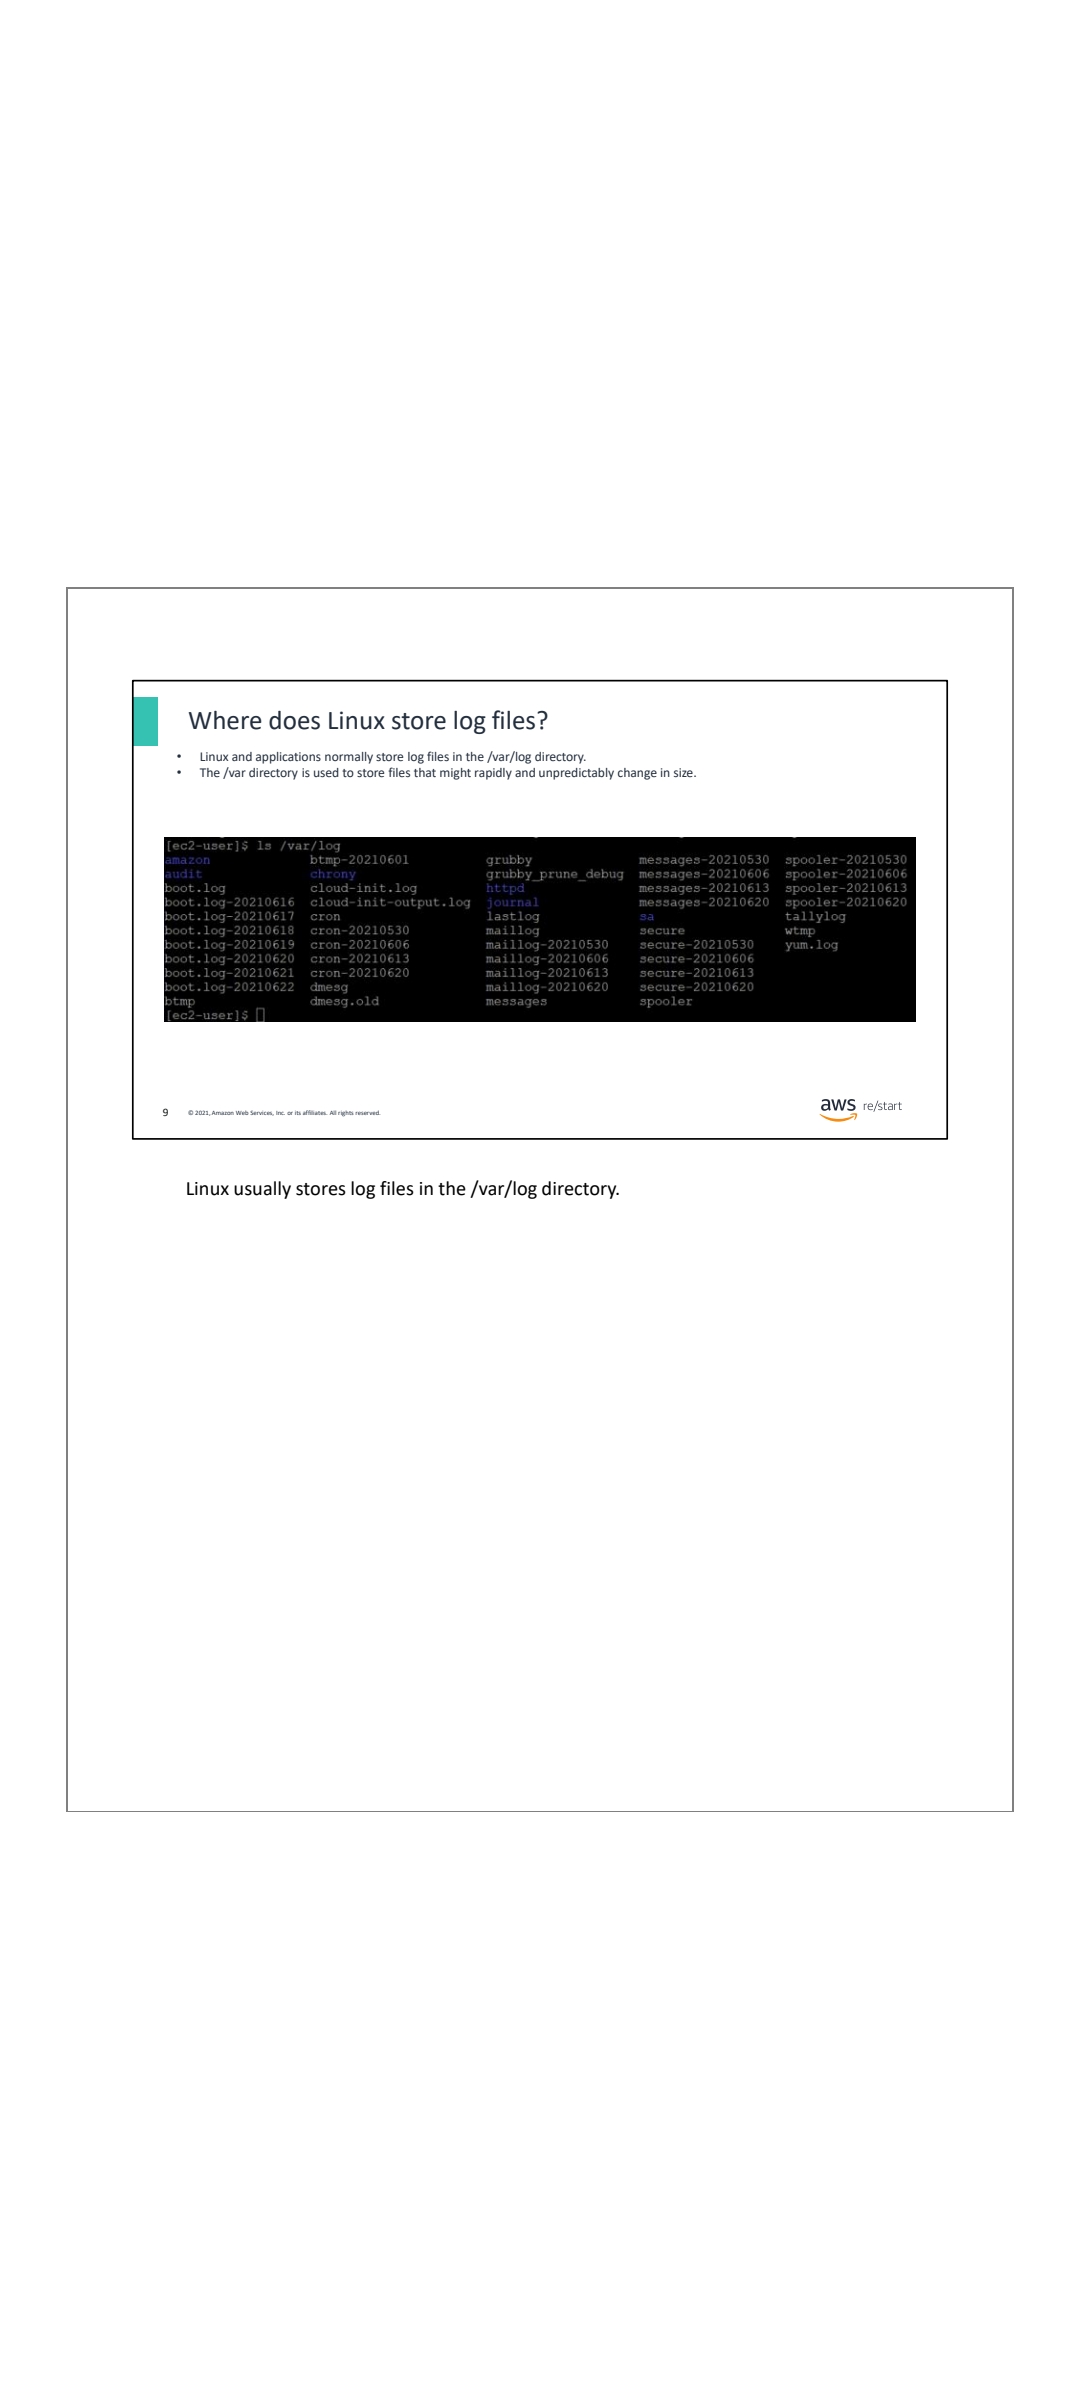 Where does Linux store log files?
• Linux and applications normally store log files in the /var/log directory.
• The /var directory is used to store files that might rapidly and unpredictably change in size.
[ec2-user]$ ls /var/log
amazon btmp-20210601 grubby messages-20210530 spooler-20210530
audit chrony grubby_prune_debug messages-20210606 spooler-20210606
boot.log cloud-init.log httpd messages-20210613 spooler-20210613
boot.log-20210616 cloud-init-output.log journal messages-20210620 spooler-20210620
boot.log-20210617 cron lastlog sa tallylog
boot.log-20210618 cron-20210530 maillog secure wtmp
boot.log-20210619 cron-20210606 maillog-20210530 secure-20210530 yum.log
boot.log-20210620 cron-20210613 maillog-20210606 secure-20210606
boot.log-20210621 cron-20210620 maillog-20210613 secure-20210613
boot.log-20210622 dmesg maillog-20210620 secure-20210620
btmp dmesg.old messages spooler
[ec2-user]$
9 © 2021, Amazon Web Services, Inc. or its affiliates. All rights reserved.
aws re/start
Linux usually stores log files in the /var/log directory.